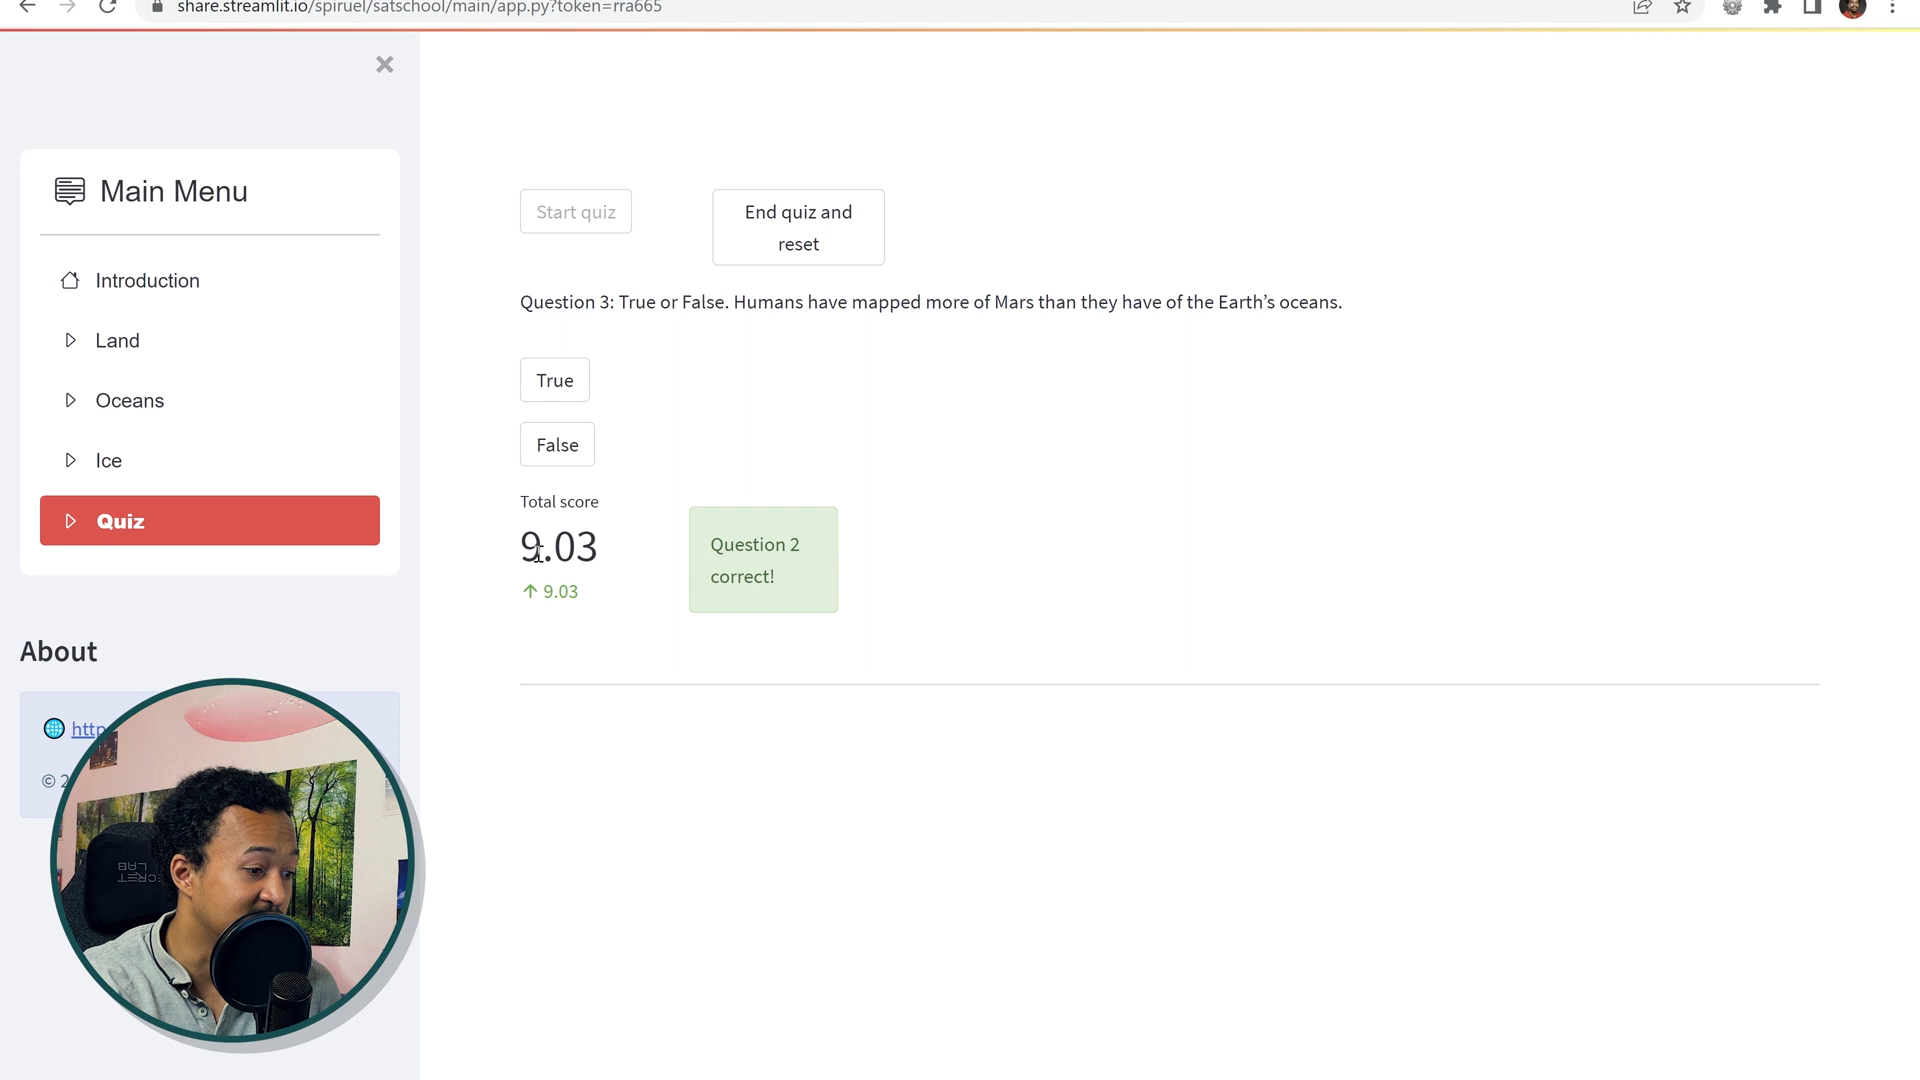 share.streamlit.io/spiruel/satschool/main/app.py?token=rra665
Main Menu
Introduction
Land
Oceans
Ice
Quiz
About
http
© 2
Start quiz
End quiz and
reset
Question 3: True or False. Humans have mapped more of Mars than they have of the Earth’s oceans.
True
False
Total score
9.03
↑ 9.03
Question 2
correct!